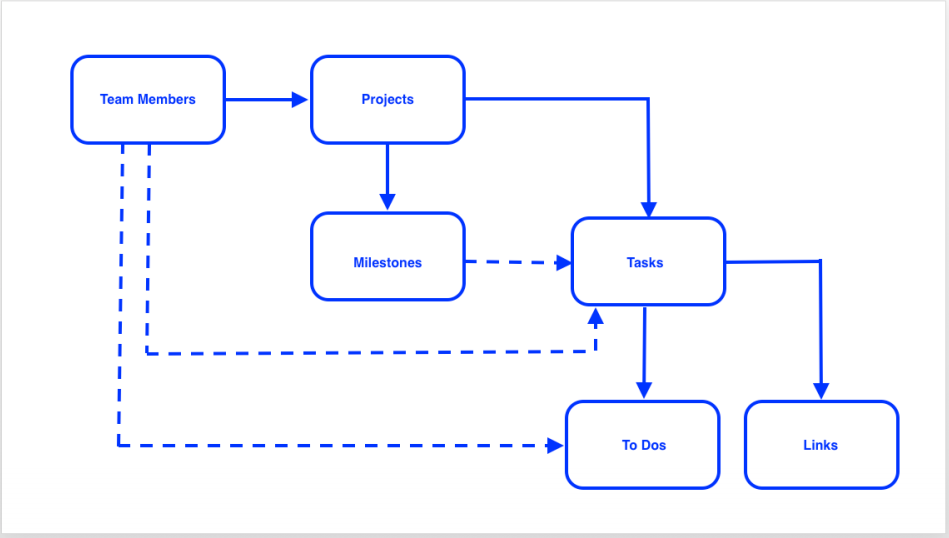 Team Members
Projects
Milestones
Tasks
To Dos
Links